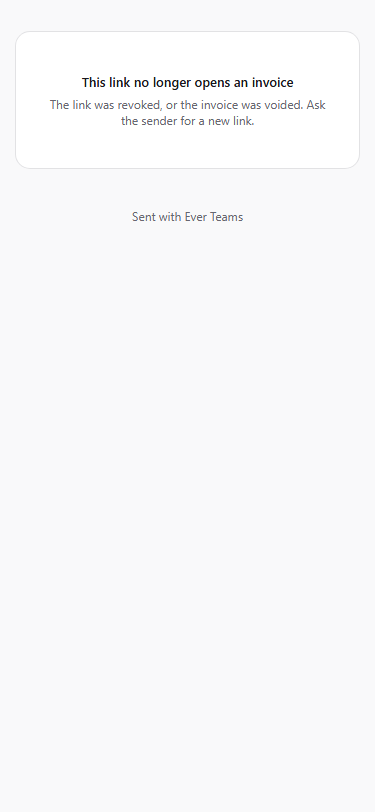 This link no longer opens an invoice
The link was revoked, or the invoice was voided. Ask
the sender for a new link.
Sent with Ever Teams